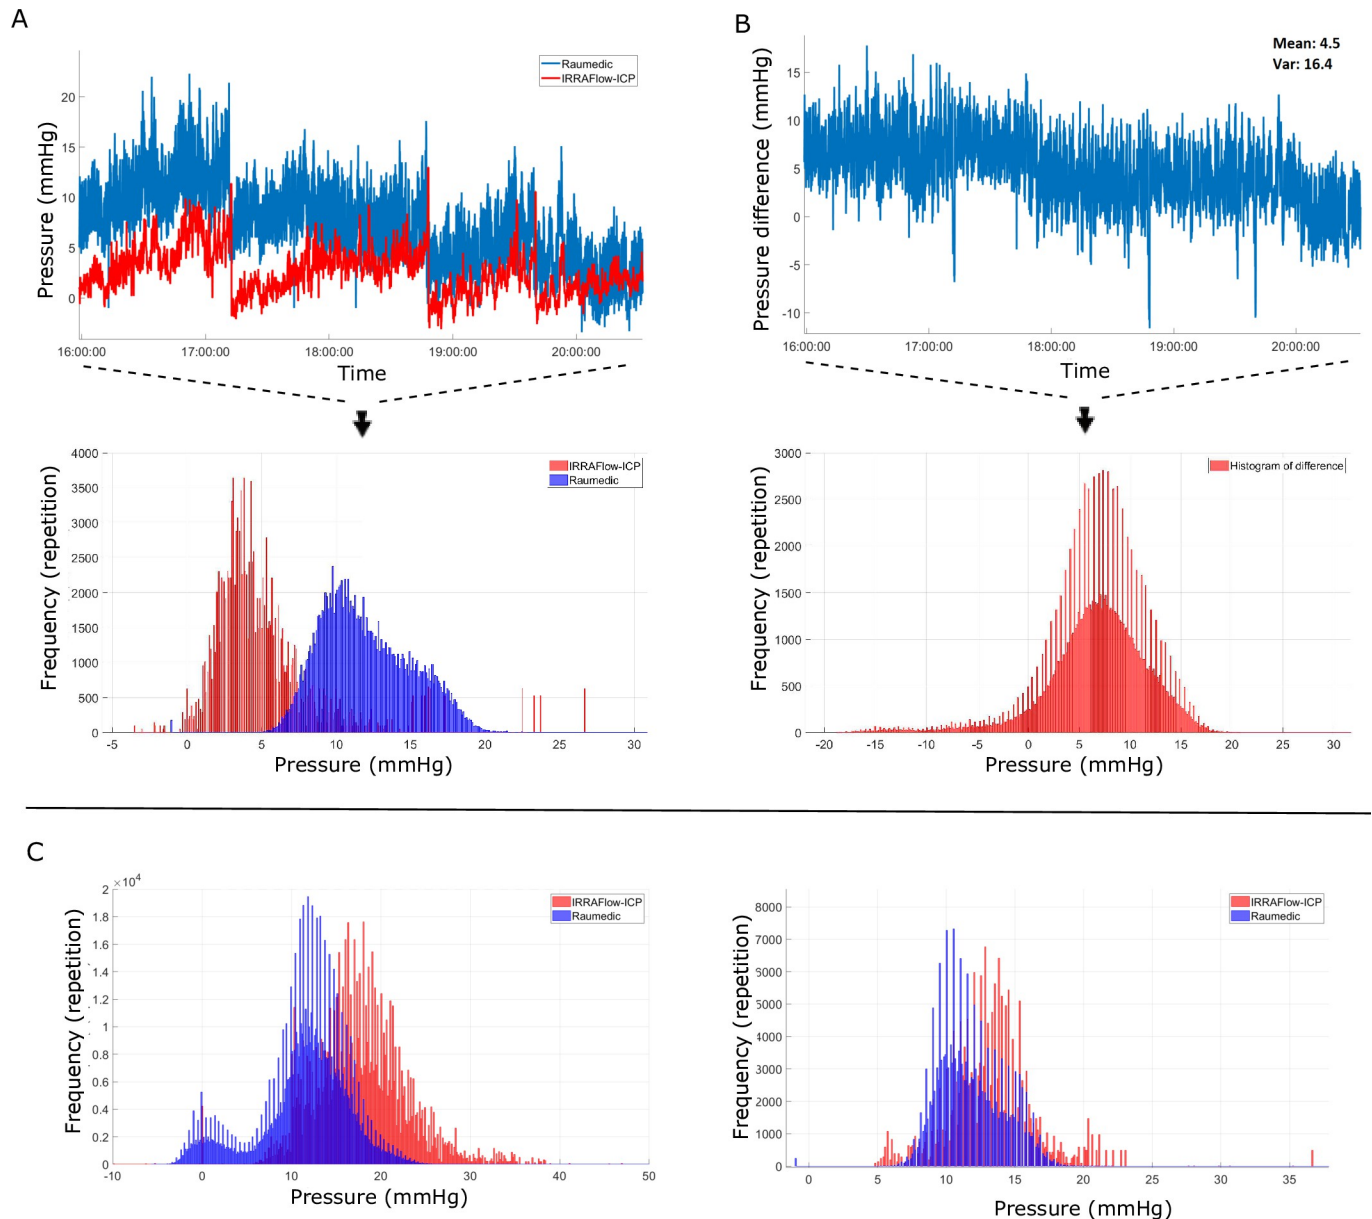 A
Raumedic
IRRAFlow-ICP
Pressure (mmHg)
20
15
10
5
0
16:00:00 17:00:00 18:00:00 19:00:00 20:00:00
Time
B
Mean: 4.5
Var: 16.4
Pressure difference (mmHg)
15
10
5
0
-5
-10
16:00:00 17:00:00 18:00:00 19:00:00 20:00:00
Time
IRRAFlow-ICP
Raumedic
Frequency (repetition)
4000
3500
3000
2500
2000
1500
1000
500
0
-5 0 5 10 15 20 25 30
Pressure (mmHg)
Histogram of difference
Frequency (repetition)
3000
2500
2000
1500
1000
500
0
-20 -15 -10 -5 0 5 10 15 20 25 30
Pressure (mmHg)
C
×10⁴
IRRAFlow-ICP
Raumedic
Frequency (repetition)
2
1.8
1.6
1.4
1.2
1
0.8
0.6
0.4
0.2
0
-10 0 10 20 30 40 50
Pressure (mmHg)
IRRAFlow-ICP
Raumedic
Frequency (repetition)
8000
7000
6000
5000
4000
3000
2000
1000
0
0 5 10 15 20 25 30 35
Pressure (mmHg)